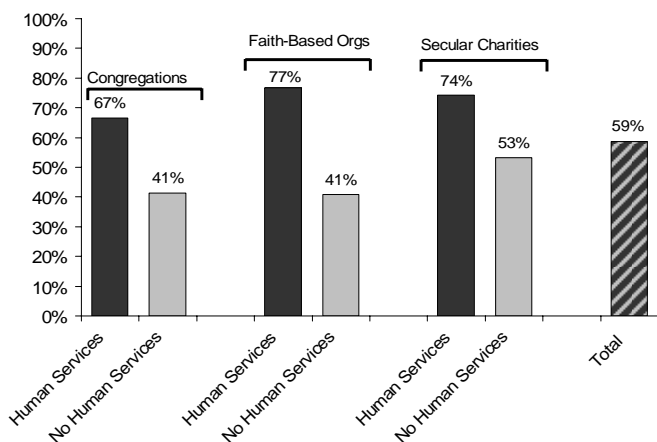 100%
90%
80%
70%
60%
50%
40%
30%
20%
10%
0%
Congregations
Faith-Based Orgs
Secular Charities
67%
41%
77%
41%
74%
53%
59%
Human Services
No Human Services
Human Services
No Human Services
Human Services
No Human Services
Total